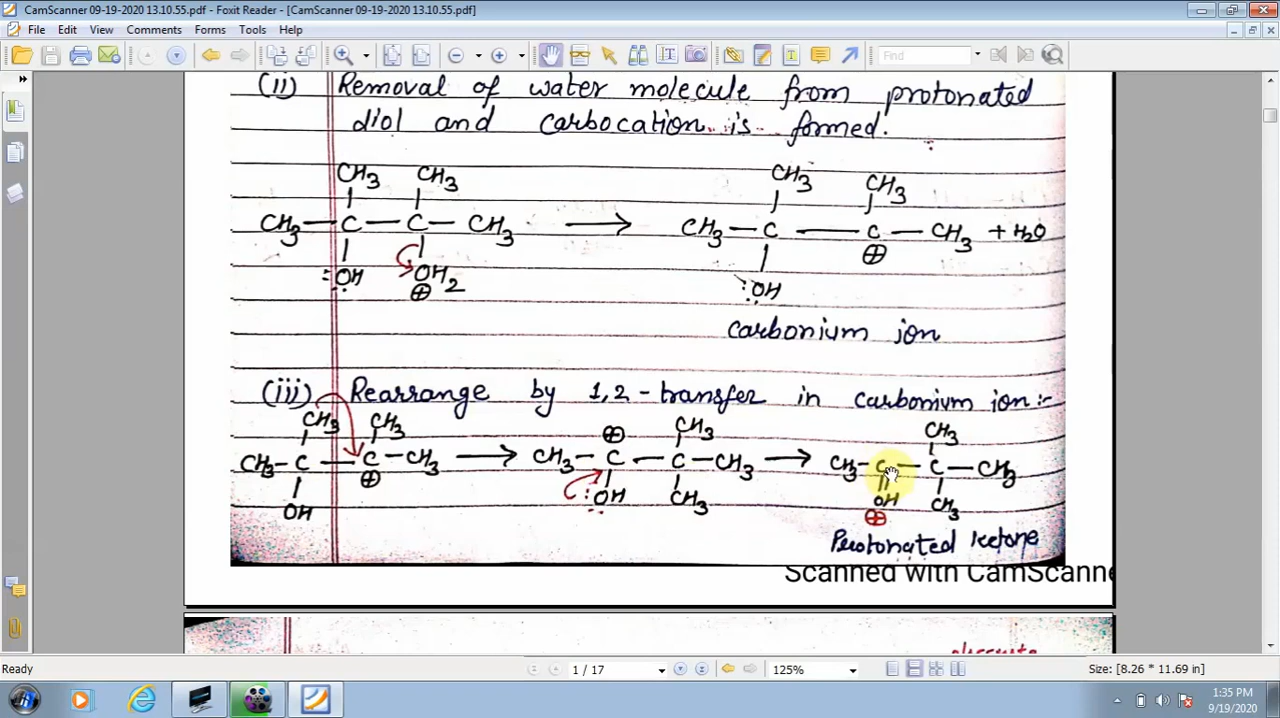 CamScanner 09-19-2020 13.10.55.pdf - Foxit Reader - [CamScanner 09-19-2020 13.10.55.pdf]
File Edit View Comments Forms Tools Help
Find
(ii) Removal of water molecule from protonated
diol and carbocation is formed.
CH3 CH3 CH3 CH3
CH3 — C — C — CH3 → CH3 — C — C — CH3 + H2O
:OH OH2 ⊕
⊕ :OH
carbonium ion
(iii) Rearrange by 1,2-transfer in carbonium ion:-
CH3 CH3 ⊕ CH3 CH3
CH3 — C — C — CH3 → CH3 — C — C — CH3 → CH3 — C — C — CH3
OH ⊕ :OH CH3 OH CH3
⊕
Protonated ketone
Scanned with CamScanne
Ready 1 / 17 125% Size: [8.26 * 11.69 in]
1:35 PM
9/19/2020